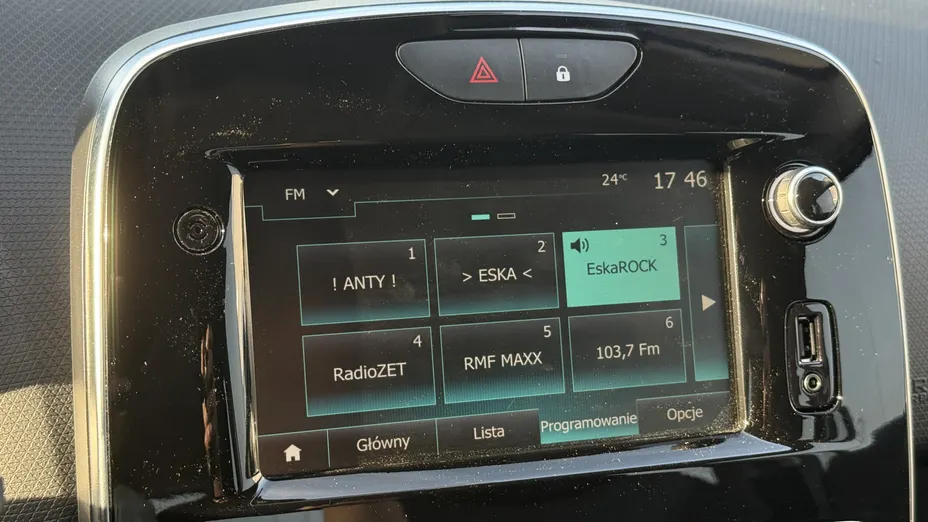 FM
24°C
17 46
1
! ANTY !
2
> ESKA <
3
EskaROCK
4
RadioZET
5
RMF MAXX
6
103,7 Fm
Główny
Lista
Programowanie
Opcje